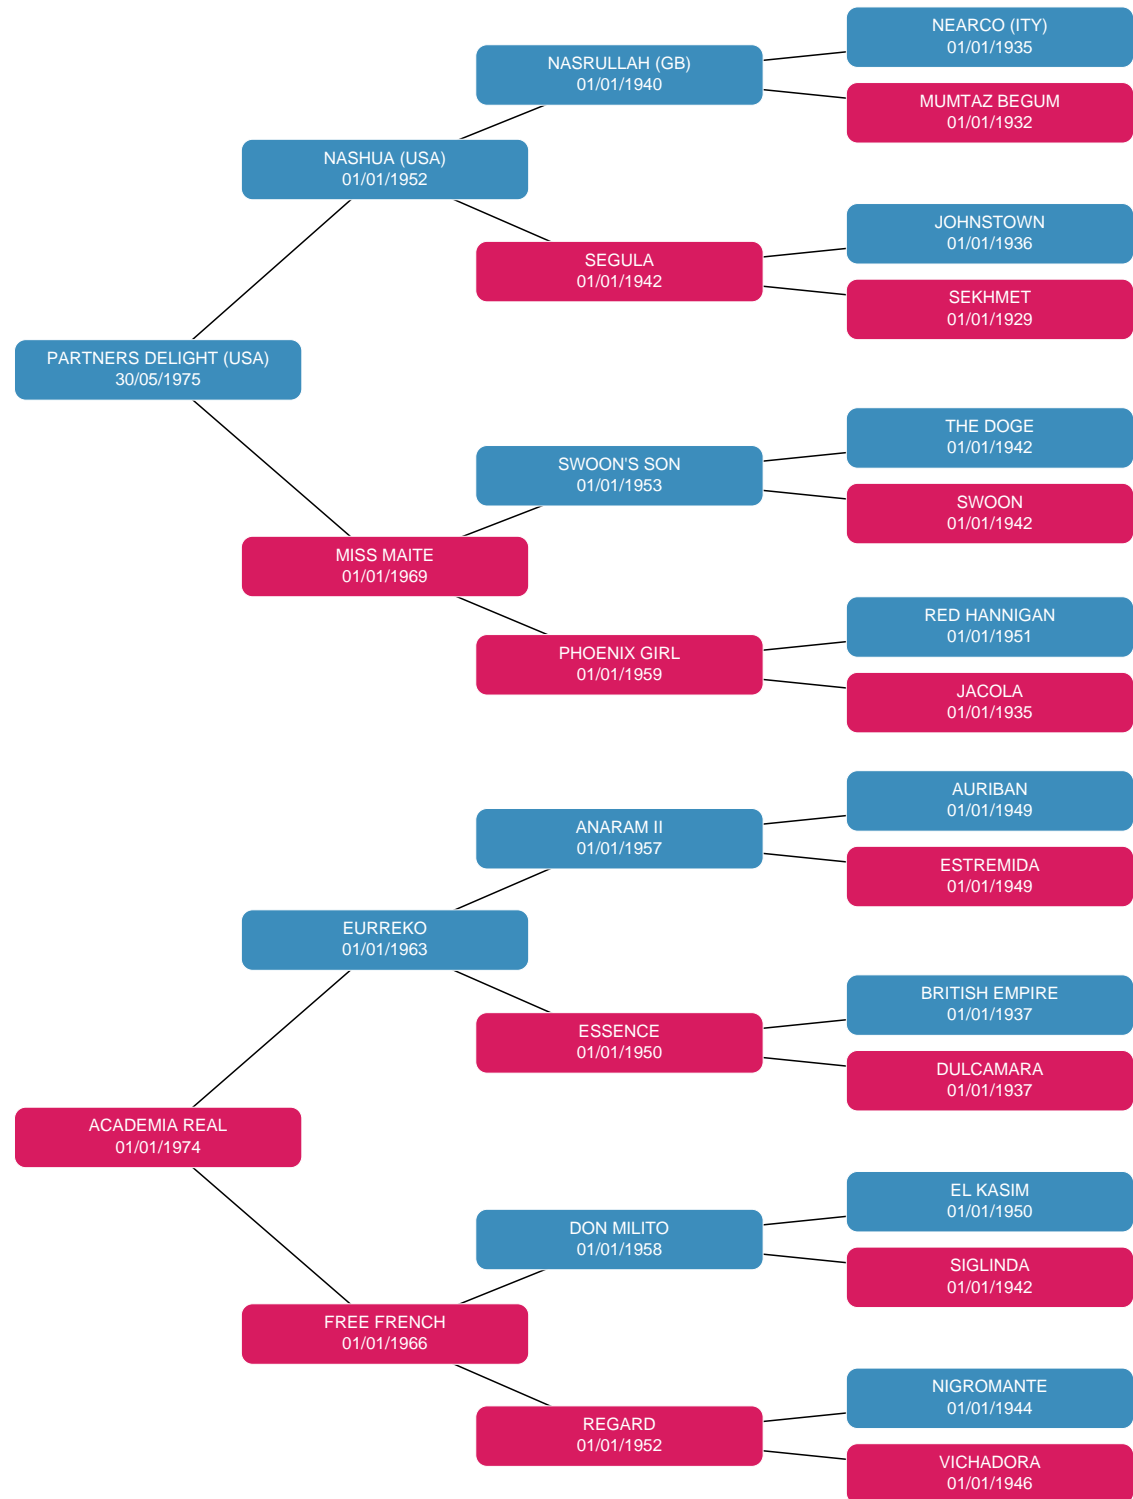 NEARCO (ITY)
01/01/1935
NASRULLAH (GB)
01/01/1940
MUMTAZ BEGUM
01/01/1932
NASHUA (USA)
01/01/1952
JOHNSTOWN
01/01/1936
SEGULA
01/01/1942
SEKHMET
01/01/1929
PARTNERS DELIGHT (USA)
30/05/1975
THE DOGE
01/01/1942
SWOON'S SON
01/01/1953
SWOON
01/01/1942
MISS MAITE
01/01/1969
RED HANNIGAN
01/01/1951
PHOENIX GIRL
01/01/1959
JACOLA
01/01/1935
AURIBAN
01/01/1949
ANARAM II
01/01/1957
ESTREMIDA
01/01/1949
EURREKO
01/01/1963
BRITISH EMPIRE
01/01/1937
ESSENCE
01/01/1950
DULCAMARA
01/01/1937
ACADEMIA REAL
01/01/1974
EL KASIM
01/01/1950
DON MILITO
01/01/1958
SIGLINDA
01/01/1942
FREE FRENCH
01/01/1966
NIGROMANTE
01/01/1944
REGARD
01/01/1952
VICHADORA
01/01/1946